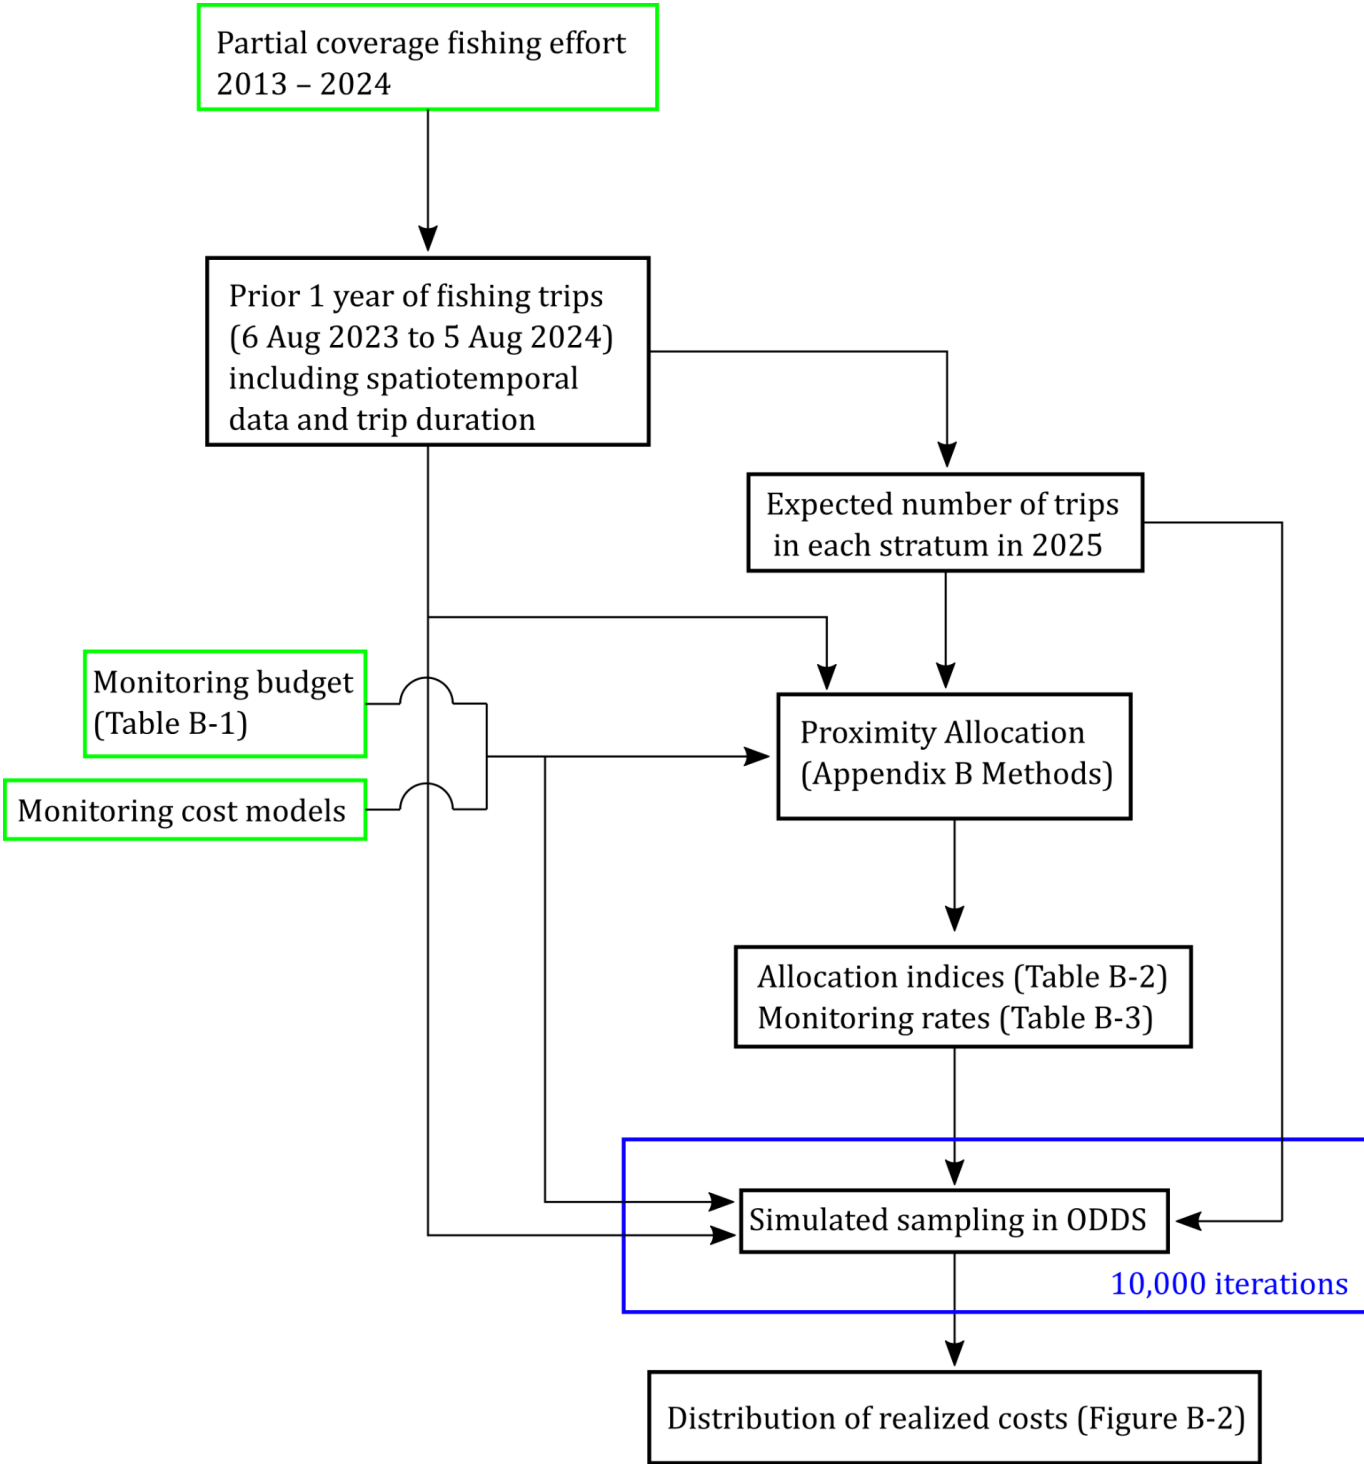 Partial coverage fishing effort
2013 – 2024
Prior 1 year of fishing trips
(6 Aug 2023 to 5 Aug 2024)
including spatiotemporal
data and trip duration
Expected number of trips
in each stratum in 2025
Monitoring budget
(Table B-1)
Monitoring cost models
Proximity Allocation
(Appendix B Methods)
Allocation indices (Table B-2)
Monitoring rates (Table B-3)
Simulated sampling in ODDS
10,000 iterations
Distribution of realized costs (Figure B-2)